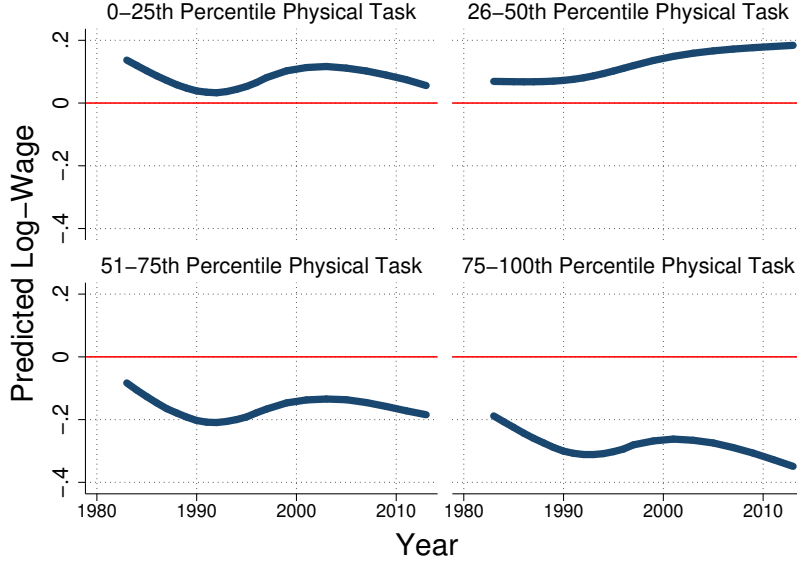 0−25th Percentile Physical Task
26−50th Percentile Physical Task
.2
0
−.2
−.4
51−75th Percentile Physical Task
75−100th Percentile Physical Task
.2
0
−.2
−.4
1980
1990
2000
2010
1980
1990
2000
2010
Predicted Log−Wage
Year